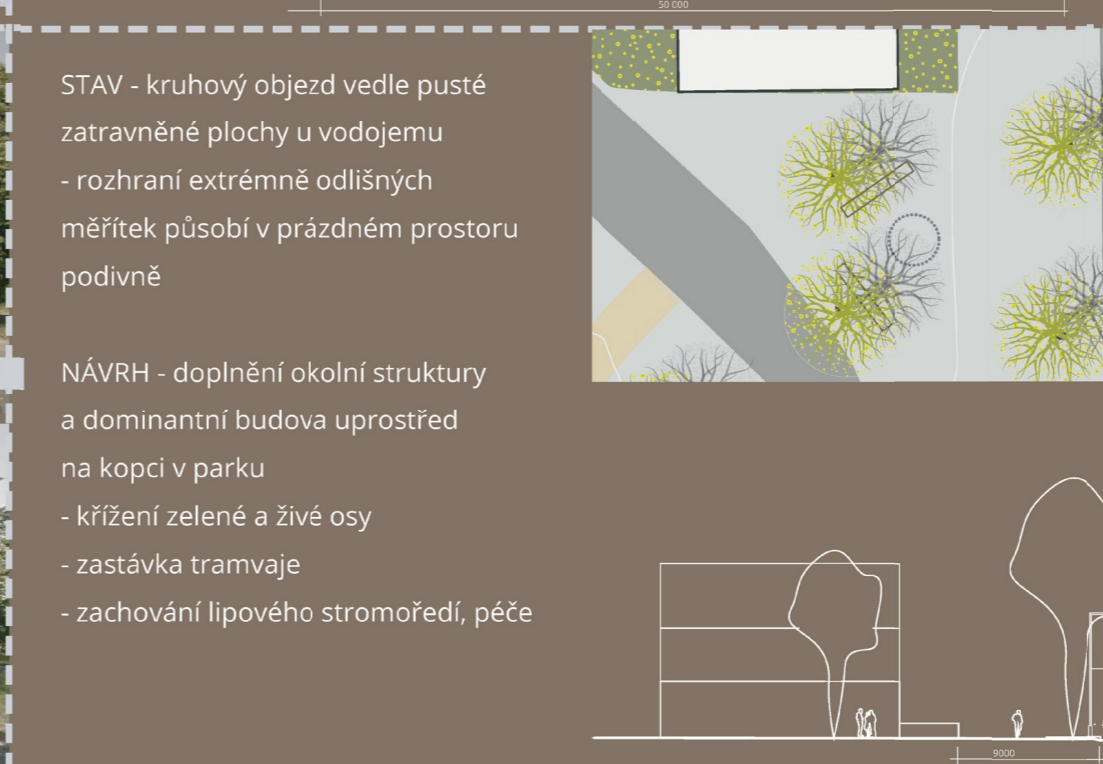 50 000
STAV - kruhový objezd vedle pusté
zatravněné plochy u vodojemu
- rozhraní extrémně odlišných
měřítek působí v prázdném prostoru
podivně
NÁVRH - doplnění okolní struktury
a dominantní budova uprostřed
na kopci v parku
- křížení zelené a živé osy
- zastávka tramvaje
- zachování lipového stromoředí, péče
9000